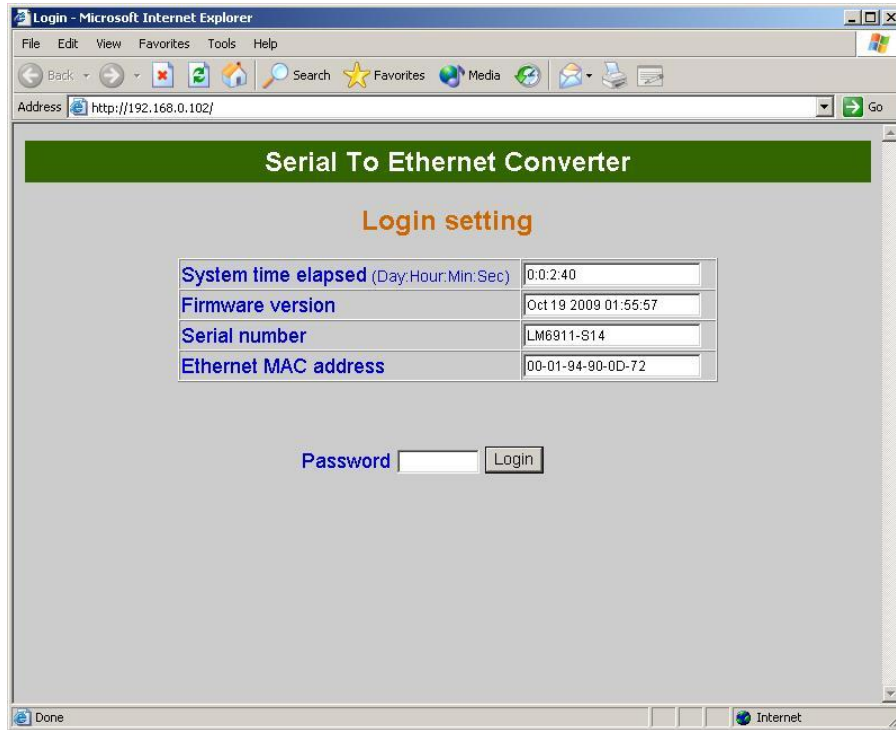 Login - Microsoft Internet Explorer
File Edit View Favorites Tools Help
Back Search Favorites Media
Address http://192.168.0.102/ Go
Serial To Ethernet Converter
Login setting
System time elapsed (Day:Hour:Min:Sec) 0:0:2:40
Firmware version Oct 19 2009 01:55:57
Serial number LM6911-S14
Ethernet MAC address 00-01-94-90-0D-72
Password Login
Done Internet